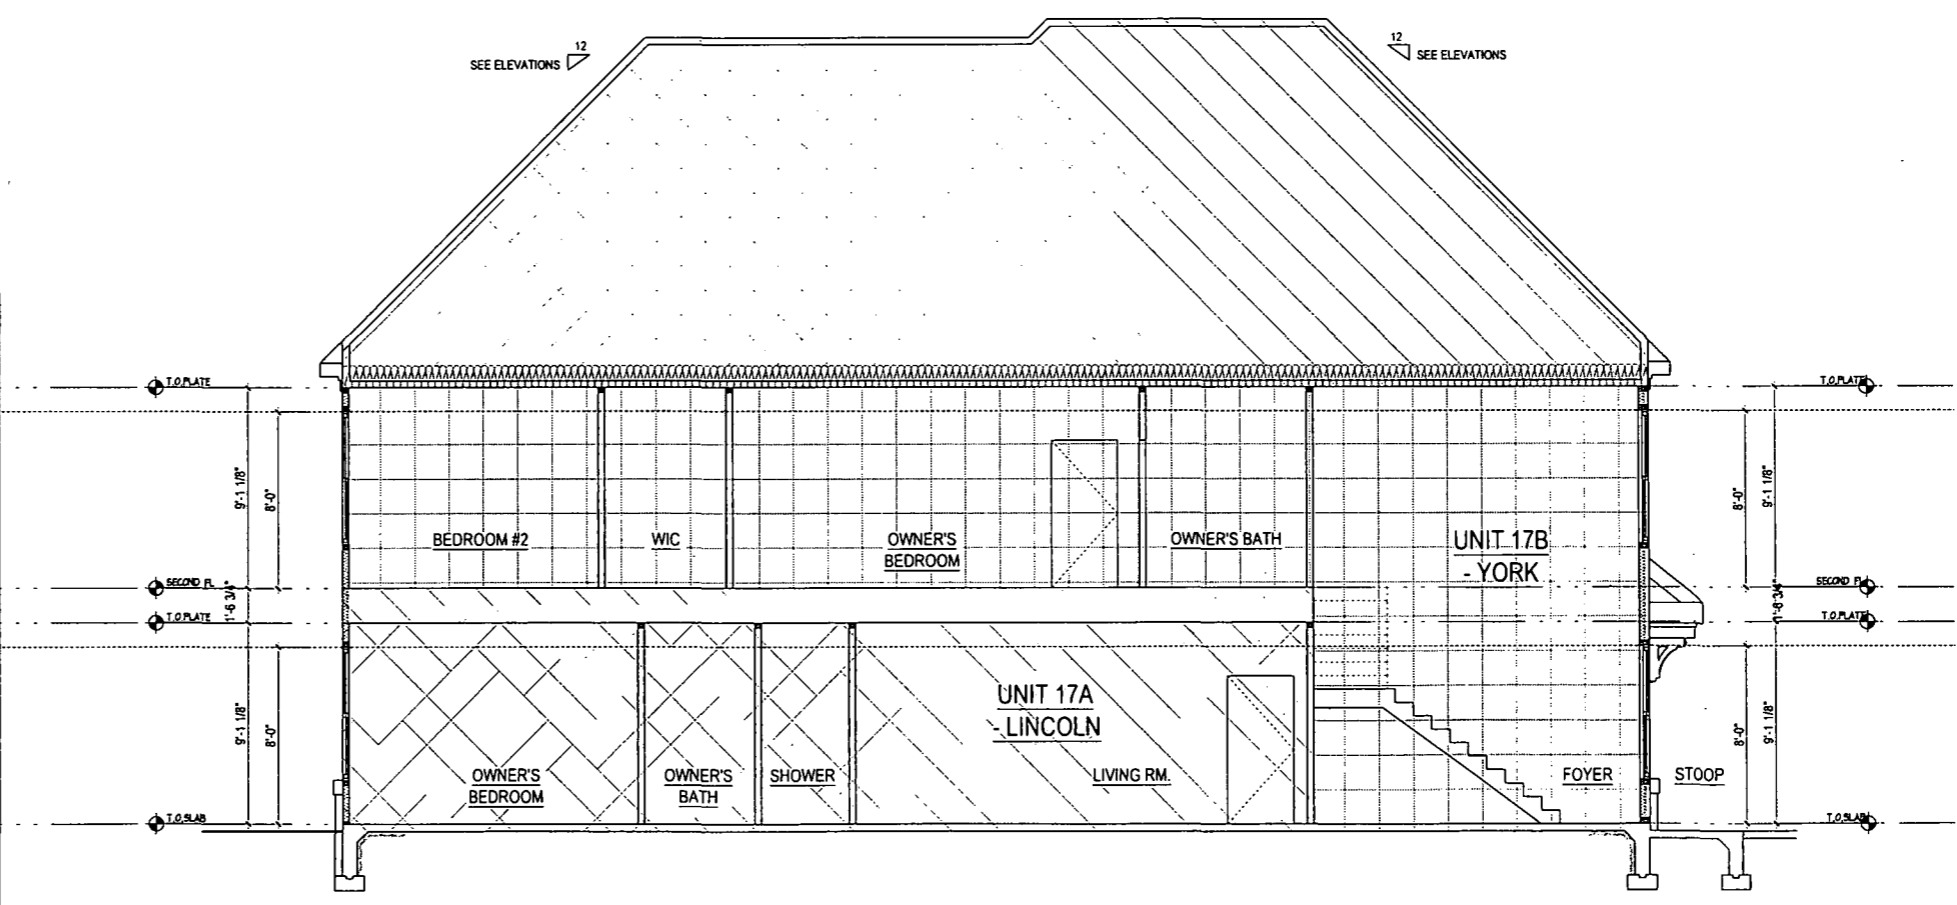 12
SEE ELEVATIONS
12
SEE ELEVATIONS
T.O.PLATE
T.O.PLATE
9'-1 1/8"
8'-0"
8'-0"
9'-1 1/8"
BEDROOM #2
WIC
OWNER'S
BEDROOM
OWNER'S BATH
UNIT 17B
- YORK
SECOND FL
SECOND FL
1'-6 3/4"
1'-6 3/4"
T.O.PLATE
T.O.PLATE
9'-1 1/8"
8'-0"
8'-0"
9'-1 1/8"
UNIT 17A
- LINCOLN
OWNER'S
BEDROOM
OWNER'S
BATH
SHOWER
LIVING RM.
FOYER
STOOP
T.O.SLAB
T.O.SLAB